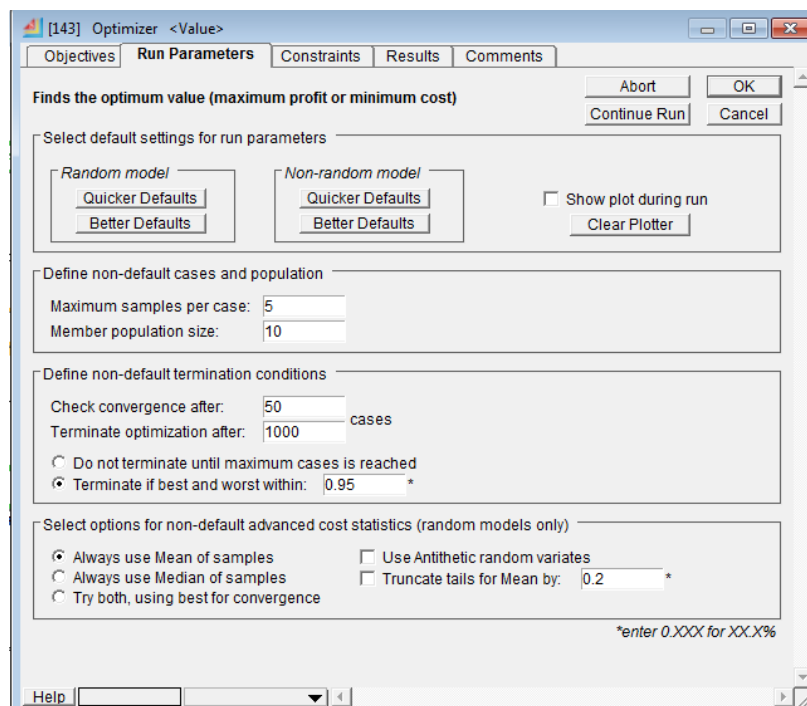 [143] Optimizer <Value>
Objectives Run Parameters Constraints Results Comments
Finds the optimum value (maximum profit or minimum cost)
Abort OK
Continue Run Cancel
Select default settings for run parameters
Random model Non-random model
Quicker Defaults Quicker Defaults
Show plot during run
Better Defaults Better Defaults Clear Plotter
Define non-default cases and population
Maximum samples per case: 5
Member population size: 10
Define non-default termination conditions
Check convergence after: 50
cases
Terminate optimization after: 1000
Do not terminate until maximum cases is reached
Terminate if best and worst within: 0.95 *
Select options for non-default advanced cost statistics (random models only)
Always use Mean of samples Use Antithetic random variates
Always use Median of samples Truncate tails for Mean by: 0.2 *
Try both, using best for convergence
*enter 0.XXX for XX.X%
Help